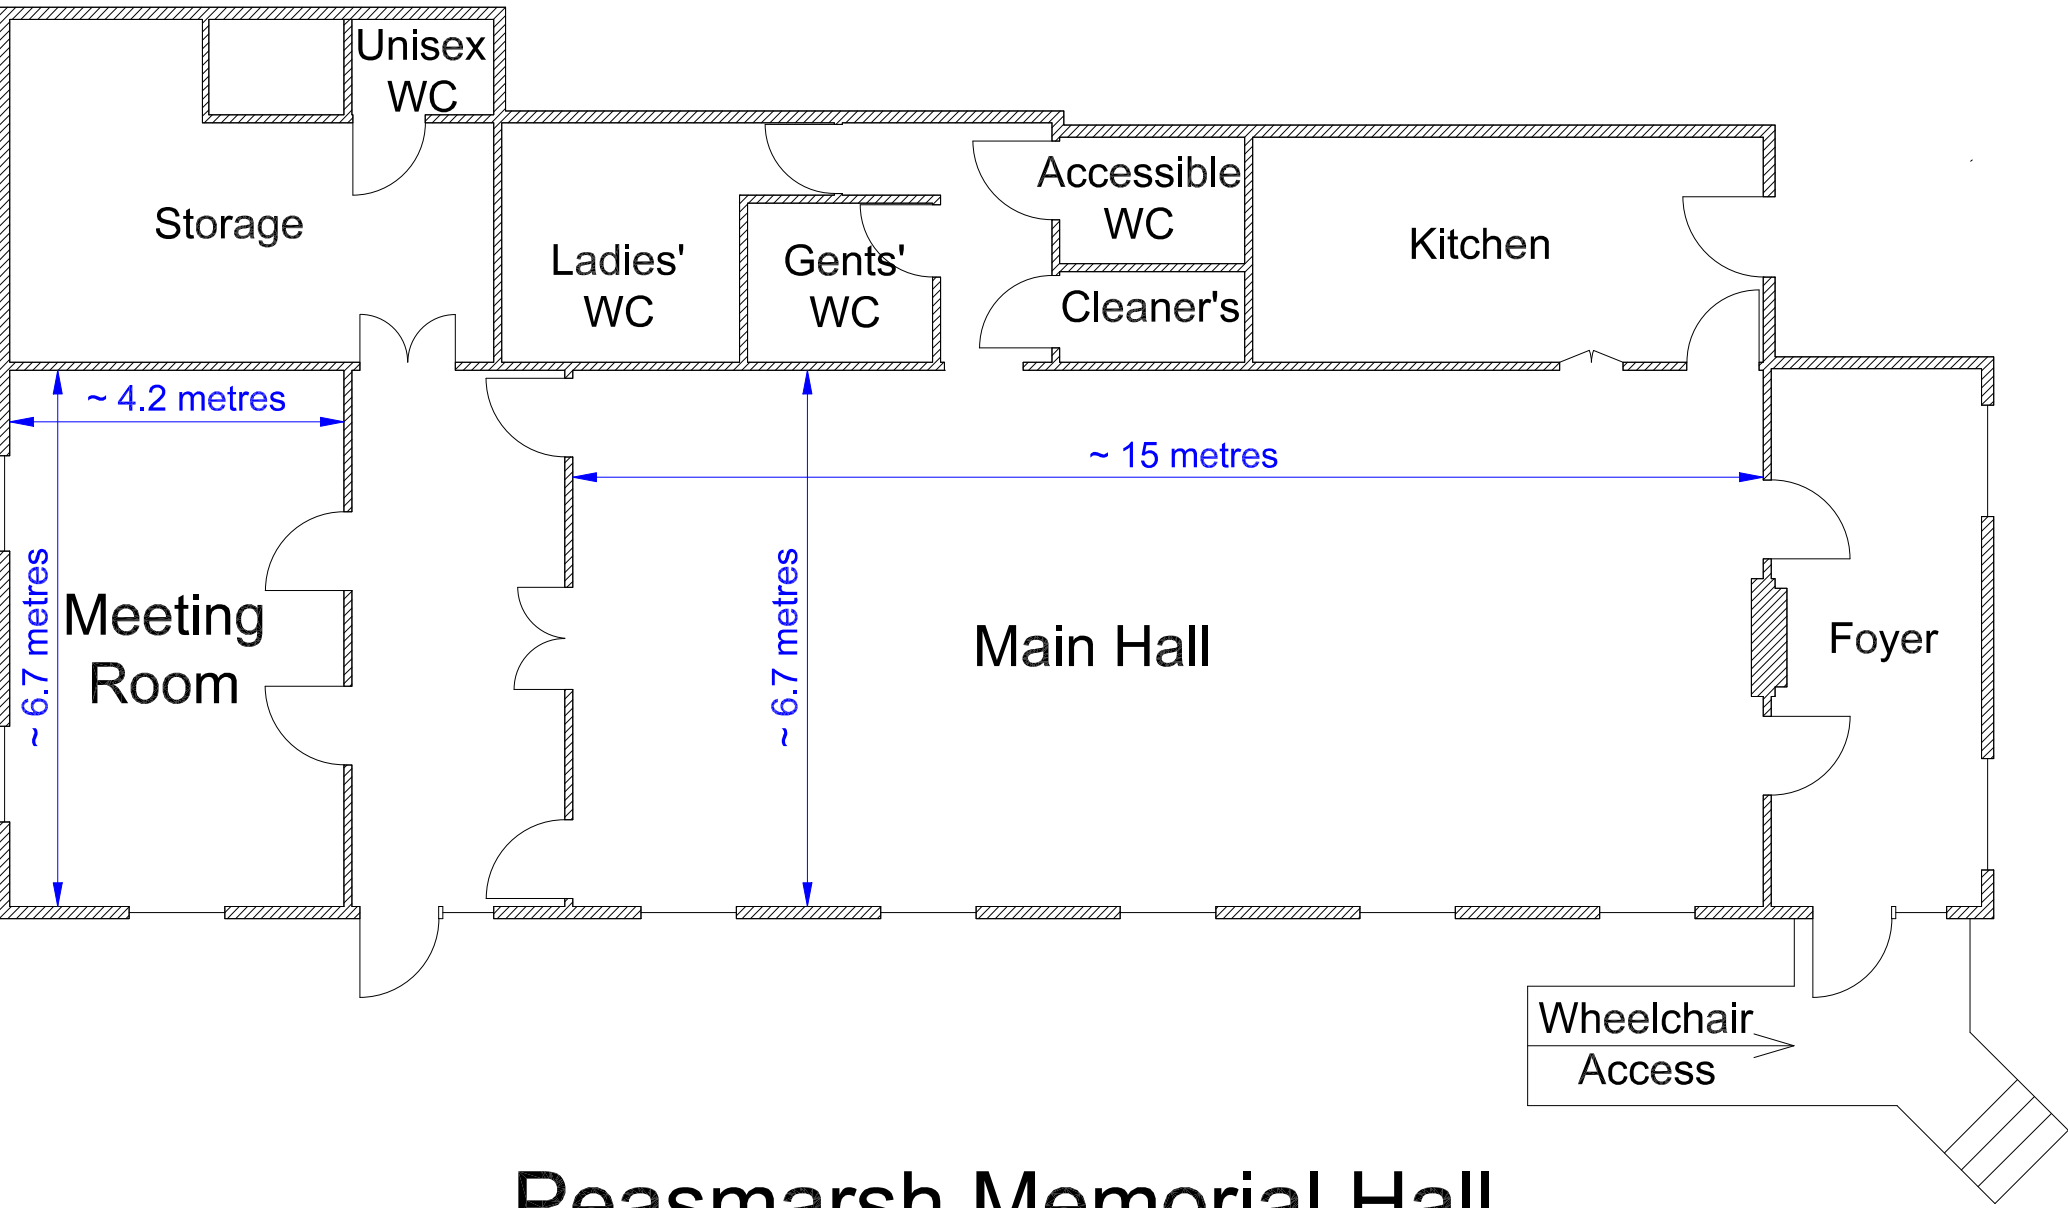 Unisex
WC
Storage
Ladies'
WC
Gents'
WC
Accessible
WC
Cleaner's
Kitchen
~ 4.2 metres
~ 6.7 metres
Meeting
Room
~ 6.7 metres
~ 15 metres
Main Hall
Foyer
Wheelchair
Access
Peasmarsh Memorial Hall